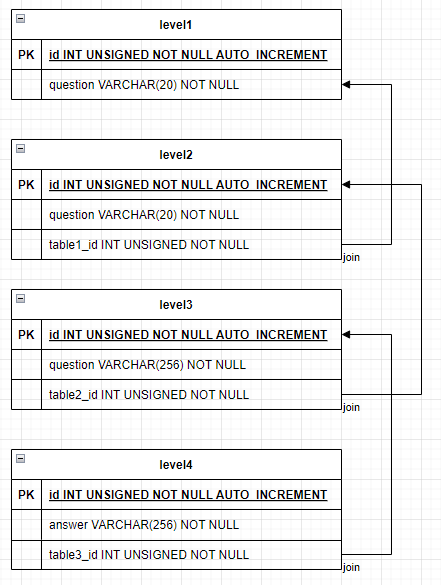 level1
PK id INT UNSIGNED NOT NULL AUTO_INCREMENT
question VARCHAR(20) NOT NULL
level2
PK id INT UNSIGNED NOT NULL AUTO_INCREMENT
question VARCHAR(20) NOT NULL
table1_id INT UNSIGNED NOT NULL
join
level3
PK id INT UNSIGNED NOT NULL AUTO_INCREMENT
question VARCHAR(256) NOT NULL
table2_id INT UNSIGNED NOT NULL
join
level4
PK id INT UNSIGNED NOT NULL AUTO_INCREMENT
answer VARCHAR(256) NOT NULL
table3_id INT UNSIGNED NOT NULL
join